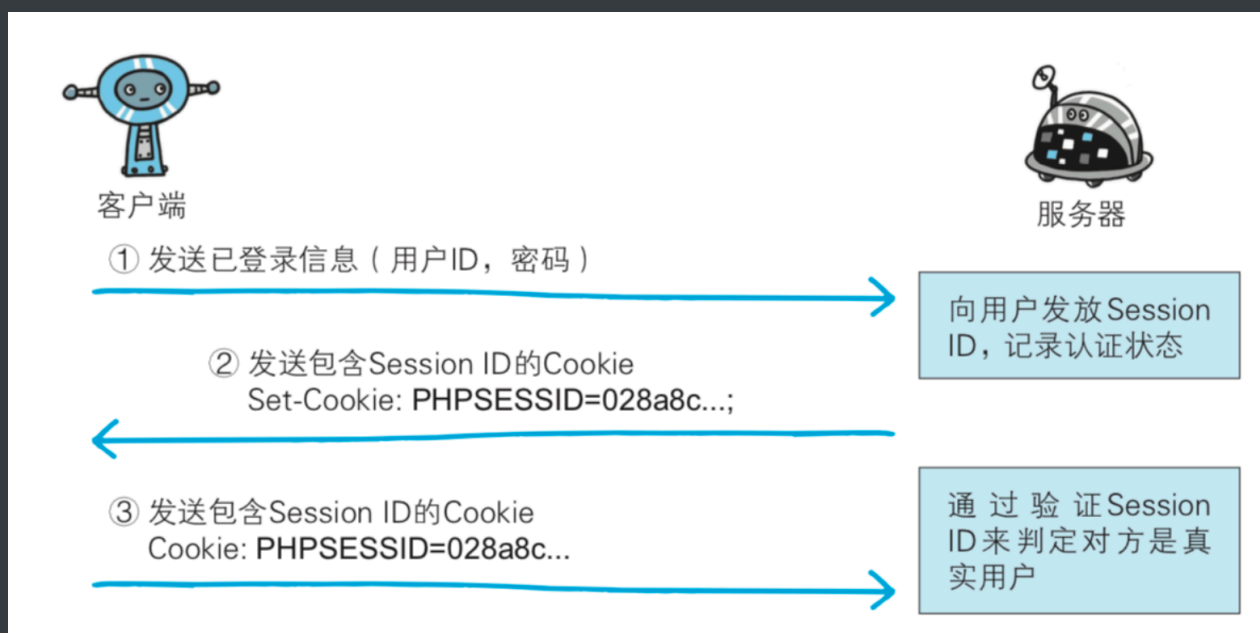 客户端
服务器
① 发送已登录信息（用户ID，密码）
向用户发放Session
ID，记录认证状态
② 发送包含Session ID的Cookie
Set-Cookie: PHPSESSID=028a8c...;
③ 发送包含Session ID的Cookie
Cookie: PHPSESSID=028a8c...
通过验证Session
ID来判定对方是真
实用户